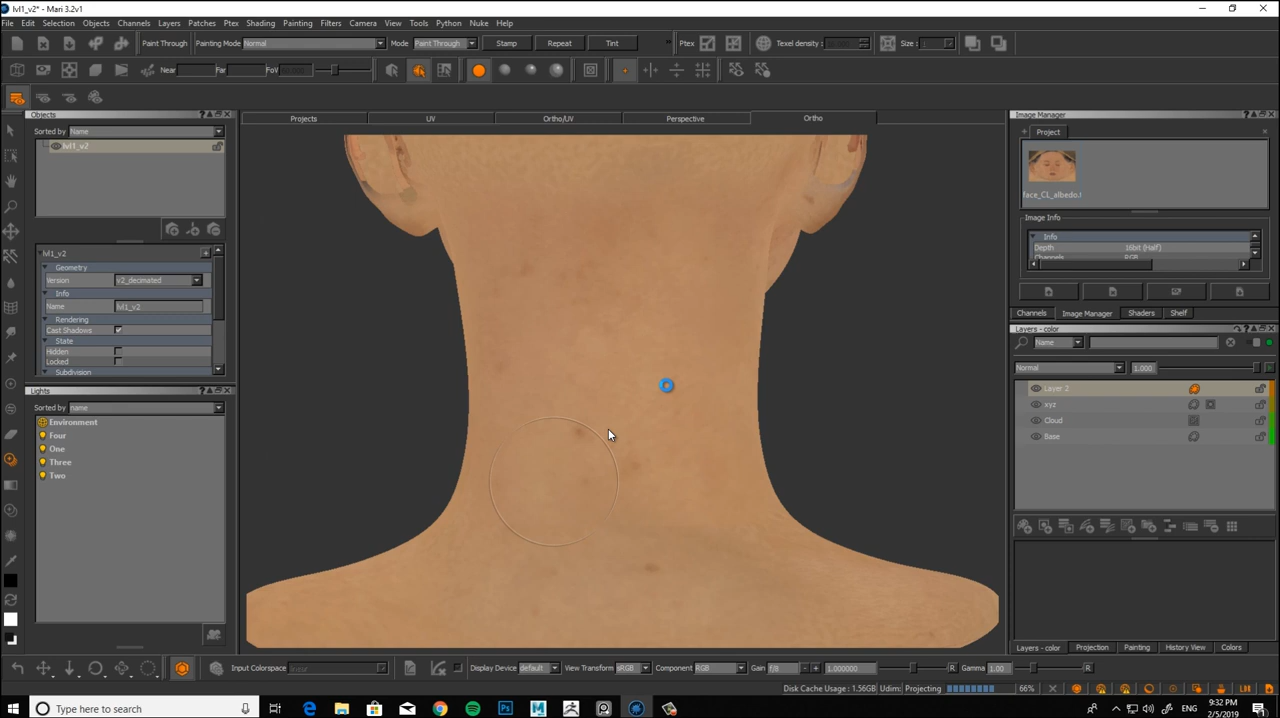 lvl1_v2* - Mari 3.2v1
File Edit Selection Objects Channels Layers Patches Ptex Shading Painting Filters Camera View Tools Python Nuke Help
Paint Through Painting Mode Normal Mode Paint Through Stamp Repeat Tint Ptex Texel density: Size :
Near Far FoV
Objects
Sorted by Name
lvl1_v2
lvl1_v2
Geometry
Version v2_decimated
Info
Name lvl1_v2
Rendering
Cast Shadows
State
Hidden
Locked
Subdivision
Lights
Sorted by name
Environment
Four
One
Three
Two
Projects UV Ortho/UV Perspective Ortho
Image Manager
Project
face_CL_albedo.
Image Info
Info
Depth 16bit (Half)
Channels RGB
Channels Image Manager Shaders Shelf
Layers - color
Name
Normal 1.000
Layer 2
xyz
Cloud
Base
Layers - color Projection Painting History View Colors
Input Colorspace linear Display Device default View Transform sRGB Component RGB Gain f/8 1.000000 R Gamma 1.00 R
Disk Cache Usage : 1.56GB Udim: Projecting 66%
Type here to search
9:32 PM
2/5/2019